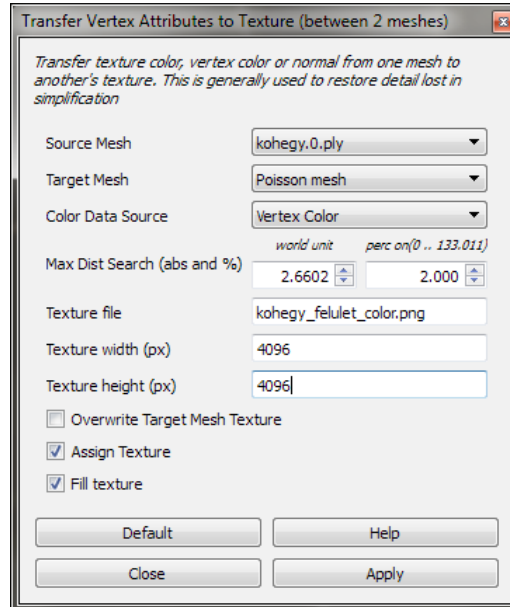 Transfer Vertex Attributes to Texture (between 2 meshes)
Transfer texture color, vertex color or normal from one mesh to
another's texture. This is generally used to restore detail lost in
simplification
Source Mesh kohegy.0.ply
Target Mesh Poisson mesh
Color Data Source Vertex Color
world unit perc on(0 .. 133.011)
Max Dist Search (abs and %) 2.6602 2.000
Texture file kohegy_felulet_color.png
Texture width (px) 4096
Texture height (px) 4096
Overwrite Target Mesh Texture
Assign Texture
Fill texture
Default Help
Close Apply